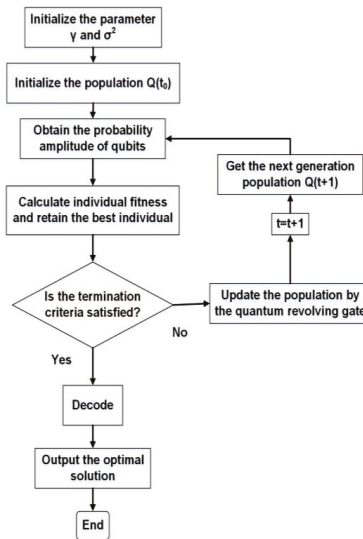 Initialize the parameter
γ and σ²
Initialize the population Q(t₀)
Obtain the probability
amplitude of qubits
Calculate individual fitness
and retain the best individual
Is the termination
criteria satisfied?
No
Update the population by
the quantum revolving gate
t=t+1
Get the next generation
population Q(t+1)
Yes
Decode
Output the optimal
solution
End